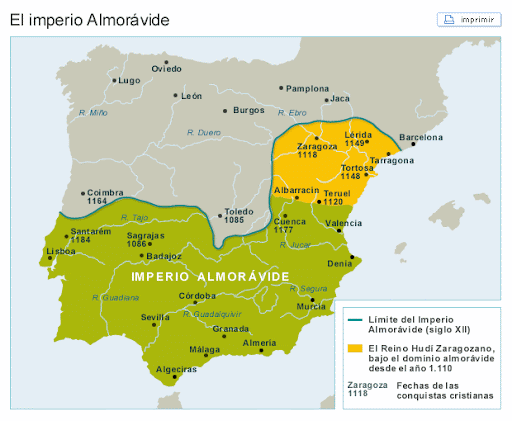 El imperio Almorávide
imprimir
Oviedo
Lugo
León
Pamplona
Jaca
Burgos
R. Miño
R. Ebro
R. Duero
Lérida
1149
Barcelona
Zaragoza
1118
Tarragona
Tortosa
1148
Coimbra
1164
Albarracin
Teruel
1120
Toledo
1085
R. Tajo
Cuenca
1177
Valencia
Santarém
1184
Sagrajas
1086
R. Jucar
Lisboa
Badajoz
Denia
IMPERIO ALMORÁVIDE
R. Guadiana
R. Segura
Córdoba
Murcia
R. Guadalquivir
Sevilla
Granada
Málaga
Almería
Algeciras
Límite del Imperio
Almorávide (siglo XII)
El Reino Hudí Zaragozano,
bajo el dominio almorávide
desde el año 1.110
Zaragoza
1118
Fechas de las
conquistas cristianas